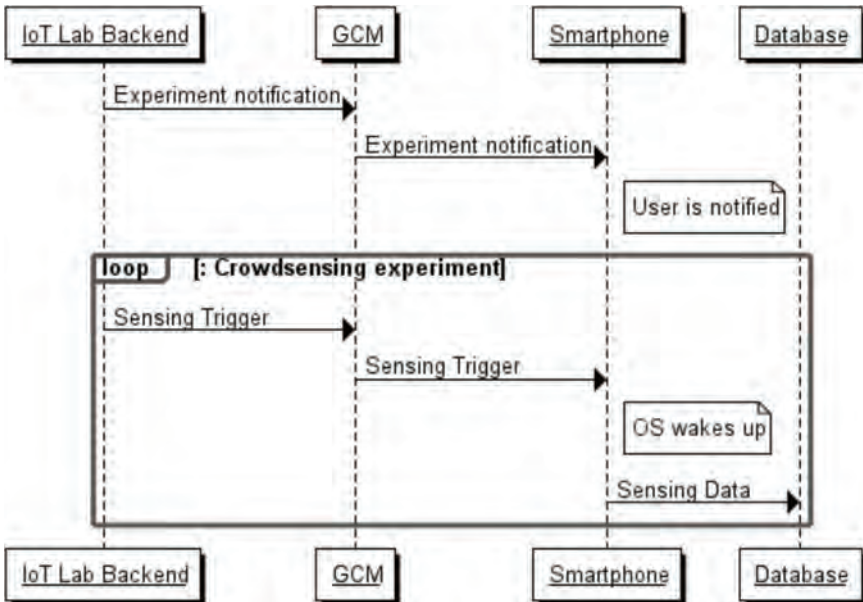 IoT Lab Backend GCM Smartphone Database
Experiment notification
Experiment notification
User is notified
loop [: Crowdsensing experiment]
Sensing Trigger
Sensing Trigger
OS wakes up
Sensing Data
IoT Lab Backend GCM Smartphone Database